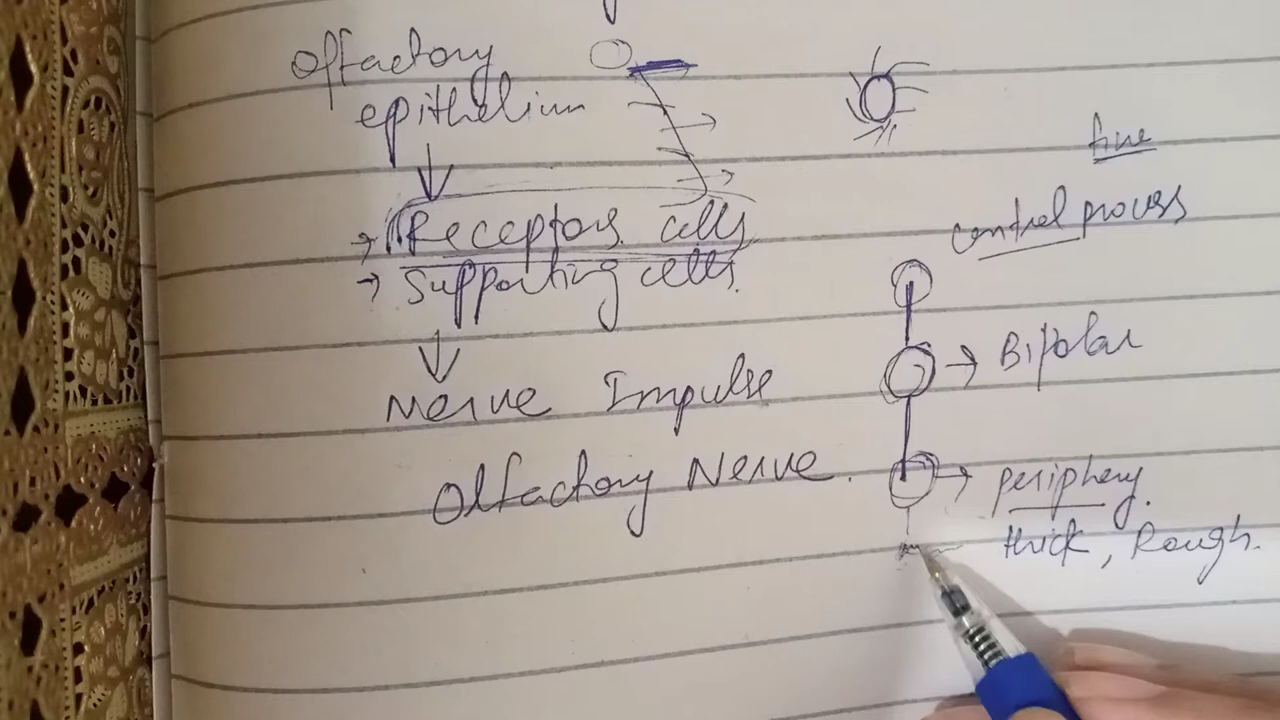 Olfactory
epithelium
Receptors cells
Supporting cells.
Nerve Impulse
Olfactory Nerve.
fine
central process
Bipolar
periphery.
thick, Rough.